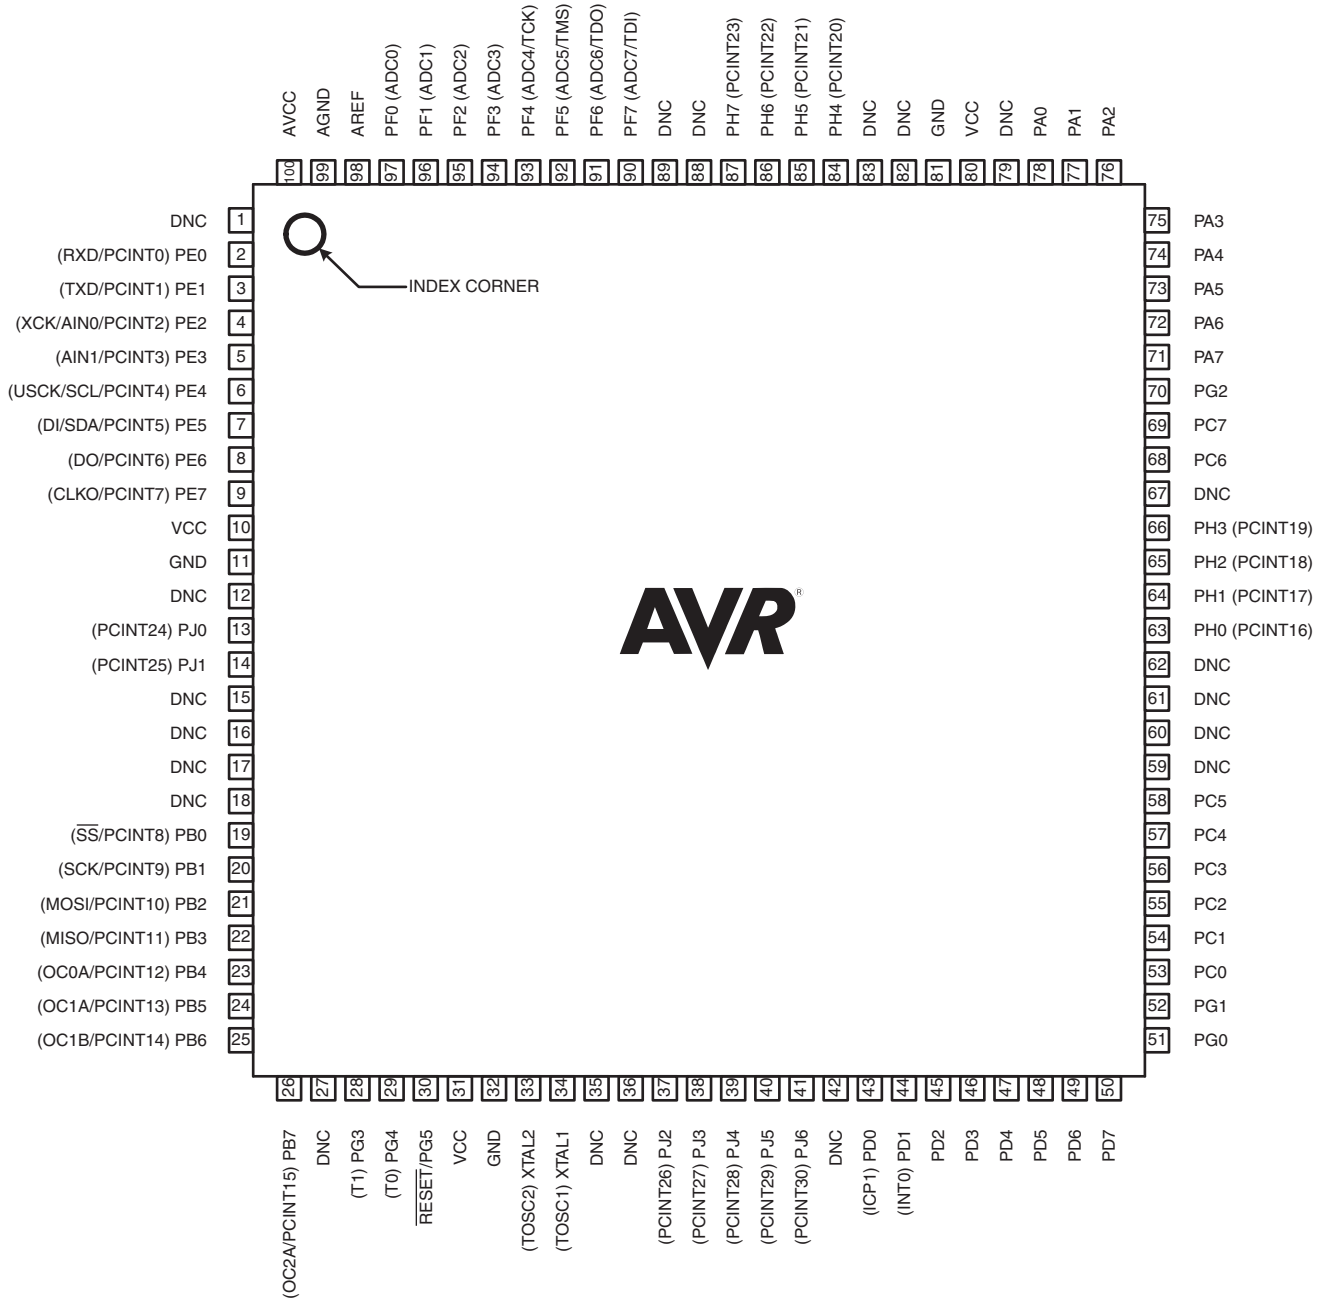 AVCC
AGND
AREF
PF0 (ADC0)
PF1 (ADC1)
PF2 (ADC2)
PF3 (ADC3)
PF4 (ADC4/TCK)
PF5 (ADC5/TMS)
PF6 (ADC6/TDO)
PF7 (ADC7/TDI)
DNC
DNC
PH7 (PCINT23)
PH6 (PCINT22)
PH5 (PCINT21)
PH4 (PCINT20)
DNC
DNC
GND
VCC
DNC
PA0
PA1
PA2
100
99
98
97
96
95
94
93
92
91
90
89
88
87
86
85
84
83
82
81
80
79
78
77
76
DNC 1
(RXD/PCINT0) PE0 2
(TXD/PCINT1) PE1 3
(XCK/AIN0/PCINT2) PE2 4
(AIN1/PCINT3) PE3 5
(USCK/SCL/PCINT4) PE4 6
(DI/SDA/PCINT5) PE5 7
(DO/PCINT6) PE6 8
(CLKO/PCINT7) PE7 9
VCC 10
GND 11
DNC 12
(PCINT24) PJ0 13
(PCINT25) PJ1 14
DNC 15
DNC 16
DNC 17
DNC 18
(SS/PCINT8) PB0 19
(SCK/PCINT9) PB1 20
(MOSI/PCINT10) PB2 21
(MISO/PCINT11) PB3 22
(OC0A/PCINT12) PB4 23
(OC1A/PCINT13) PB5 24
(OC1B/PCINT14) PB6 25
INDEX CORNER
AVR®
75 PA3
74 PA4
73 PA5
72 PA6
71 PA7
70 PG2
69 PC7
68 PC6
67 DNC
66 PH3 (PCINT19)
65 PH2 (PCINT18)
64 PH1 (PCINT17)
63 PH0 (PCINT16)
62 DNC
61 DNC
60 DNC
59 DNC
58 PC5
57 PC4
56 PC3
55 PC2
54 PC1
53 PC0
52 PG1
51 PG0
26
27
28
29
30
31
32
33
34
35
36
37
38
39
40
41
42
43
44
45
46
47
48
49
50
(OC2A/PCINT15) PB7
DNC
(T1) PG3
(T0) PG4
RESET/PG5
VCC
GND
(TOSC2) XTAL2
(TOSC1) XTAL1
DNC
DNC
(PCINT26) PJ2
(PCINT27) PJ3
(PCINT28) PJ4
(PCINT29) PJ5
(PCINT30) PJ6
DNC
(ICP1) PD0
(INT0) PD1
PD2
PD3
PD4
PD5
PD6
PD7